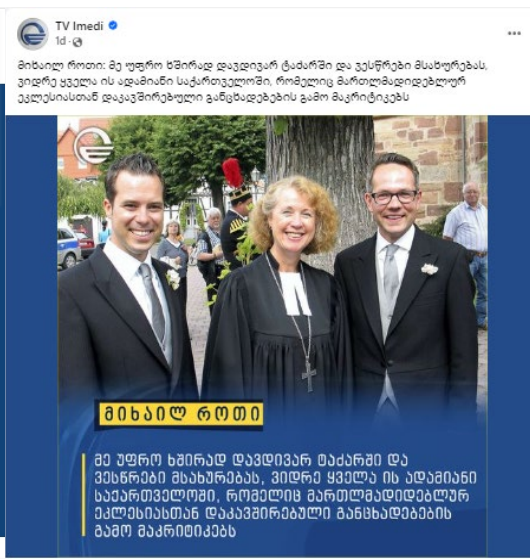 TV Imedi
1d
მიხაილ როთი: მე უფრო ხშირად დავდივარ ტაძარში და ვესწრები მსახურებას,
ვიდრე ყველა ის ადამიანი საქართველოში, რომელიც მართლმადიდებლურ
ეკლესიასთან დაკავშირებული განცხადებების გამო მაკრიტიკებს
მიხაილ როთი
მე უფრო ხშირად დავდივარ ტაძარში და
ვესწრები მსახურებას, ვიდრე ყველა ის ადამიანი
საქართველოში, რომელიც მართლმადიდებლურ
ეკლესიასთან დაკავშირებული განცხადებების
გამო მაკრიტიკებს